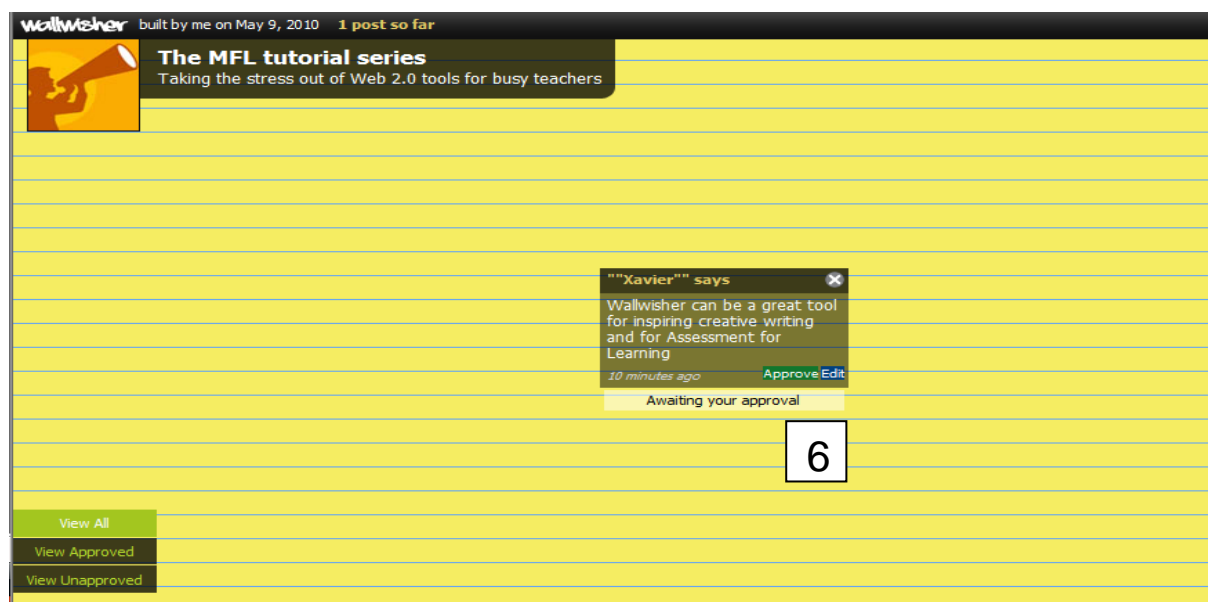 wallwisher built by me on May 9, 2010 1 post so far
The MFL tutorial series
Taking the stress out of Web 2.0 tools for busy teachers
""Xavier"" says
Wallwisher can be a great tool
for inspiring creative writing
and for Assessment for
Learning
10 minutes ago Approve Edit
Awaiting your approval
6
View All
View Approved
View Unapproved